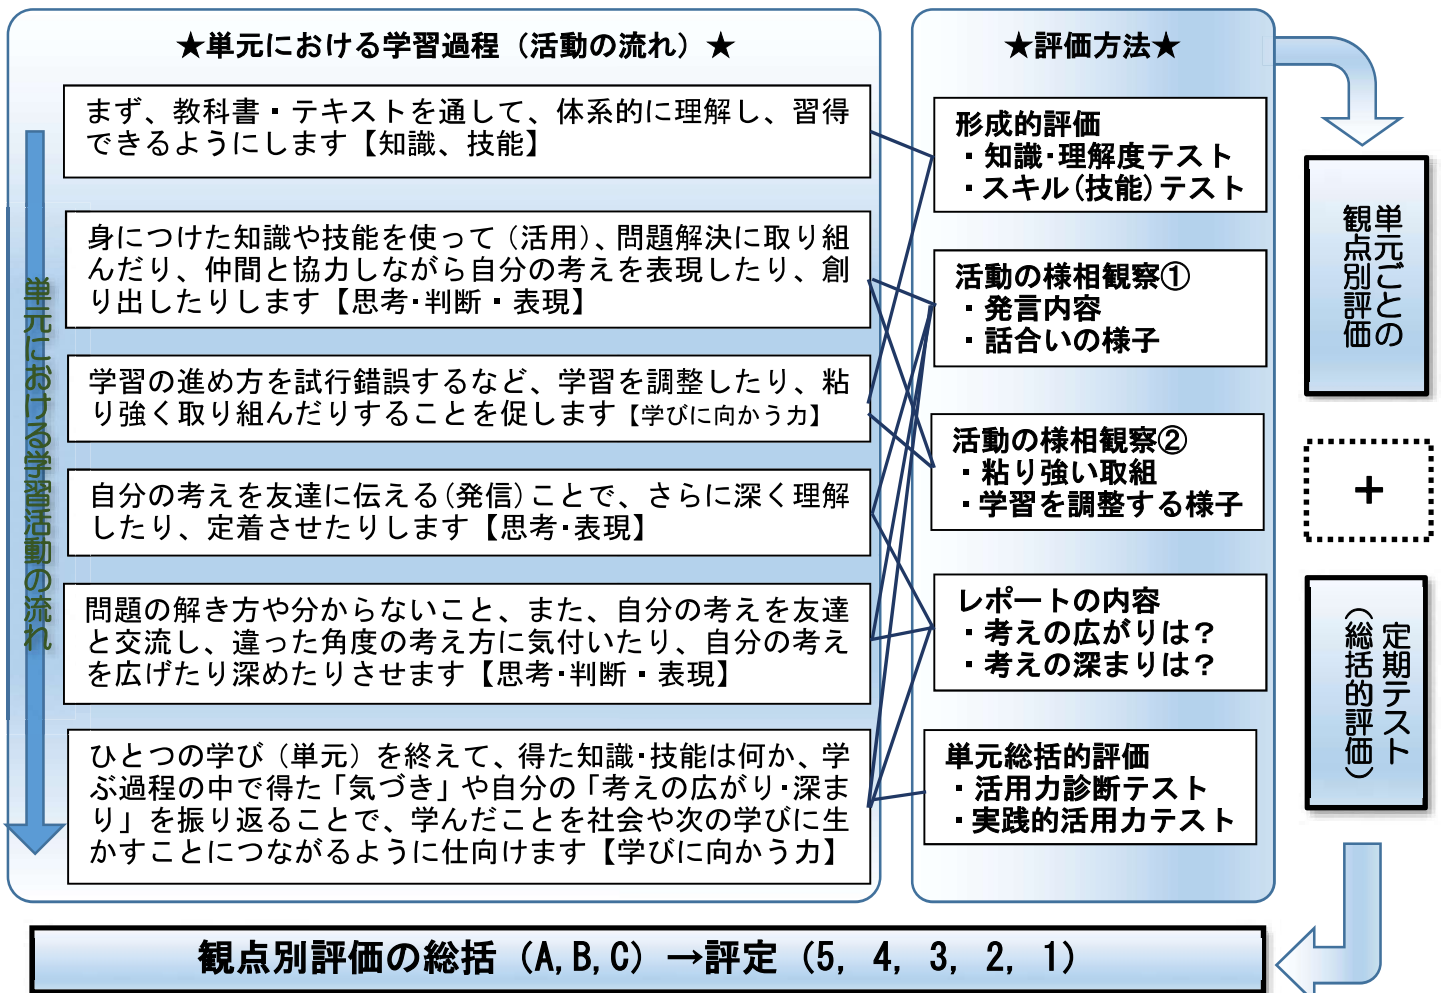 ★単元における学習過程（活動の流れ）★
まず、教科書・テキストを通して、体系的に理解し、習得
できるようにします【知識、技能】
身につけた知識や技能を使って（活用）、問題解決に取り組
んだり、仲間と協力しながら自分の考えを表現したり、創
り出したりします【思考・判断・表現】
学習の進め方を試行錯誤するなど、学習を調整したり、粘
り強く取り組んだりすることを促します【学びに向かう力】
自分の考えを友達に伝える（発信）ことで、さらに深く理解
したり、定着させたりします【思考・表現】
問題の解き方や分からないこと、また、自分の考えを友達
と交流し、違った角度の考え方に気付いたり、自分の考え
を広げたり深めたりさせます【思考・判断・表現】
ひとつの学び（単元）を終えて、得た知識・技能は何か、学
ぶ過程の中で得た「気づき」や自分の「考えの広がり・深ま
り」を振り返ることで、学んだことを社会や次の学びに生
かすことにつながるように仕向けます【学びに向かう力】
単元における学習活動の流れ
★評価方法★
形成的評価
・知識・理解度テスト
・スキル（技能）テスト
活動の様相観察①
・発言内容
・話合いの様子
活動の様相観察②
・粘り強い取組
・学習を調整する様子
レポートの内容
・考えの広がりは？
・考えの深まりは？
単元総括的評価
・活用力診断テスト
・実践的活用力テスト
単元ごとの
観点別評価
＋
定期テスト
（総括的評価）
観点別評価の総括（A,B,C）→評定（5, 4, 3, 2, 1）